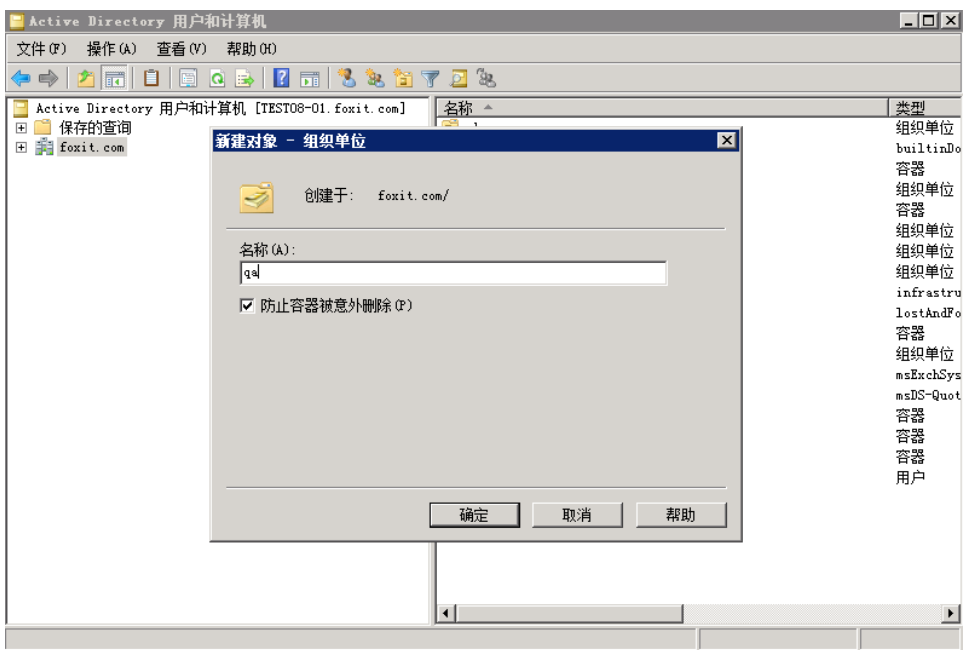 Active Directory 用户和计算机
文件(F) 操作(A) 查看(V) 帮助(H)
Active Directory 用户和计算机 [TEST08-01.foxit.com]
保存的查询
foxit.com
名称 类型
组织单位
builtinDo
容器
组织单位
容器
组织单位
组织单位
组织单位
infrastru
lostAndFo
容器
组织单位
msExchSys
msDS-Quot
容器
容器
容器
用户
新建对象 - 组织单位
创建于: foxit.com/
名称(A):
qa
防止容器被意外删除(P)
确定 取消 帮助